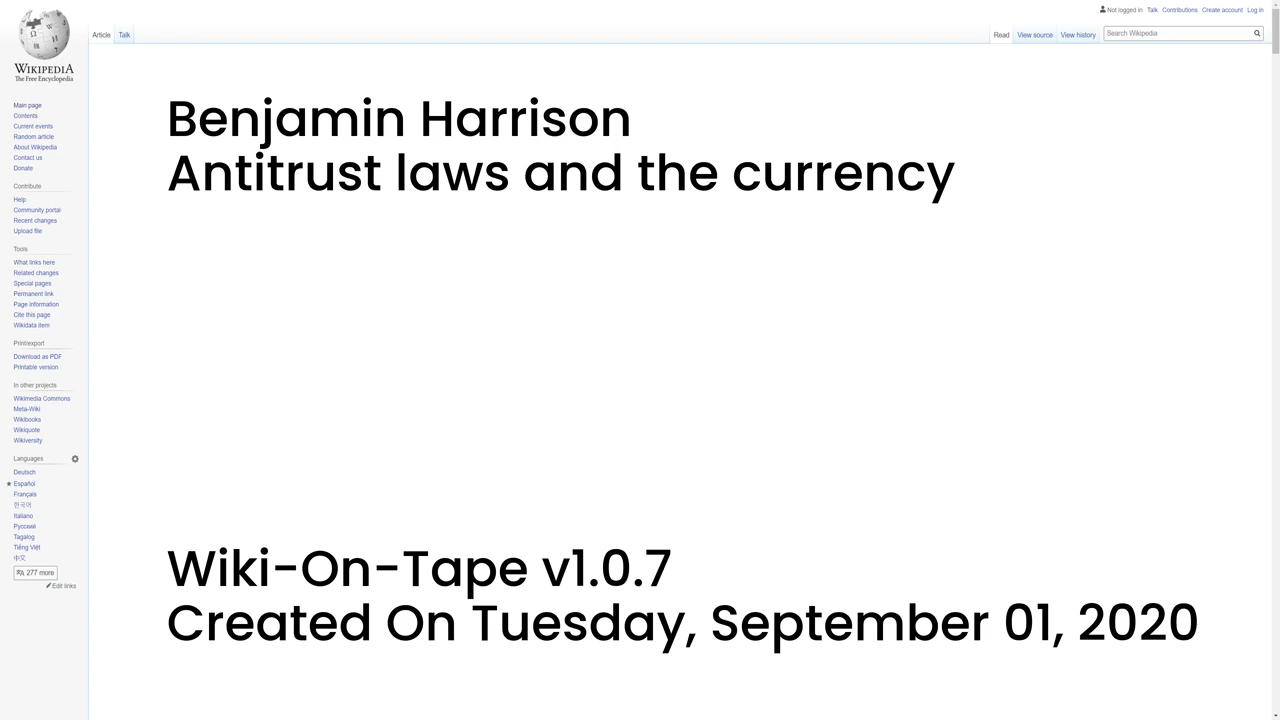 Not logged in Talk Contributions Create account Log in
Article Talk Read View source View history Search Wikipedia
WIKIPEDIA
The Free Encyclopedia
Main page
Contents
Current events
Random article
About Wikipedia
Contact us
Donate
Contribute
Help
Community portal
Recent changes
Upload file
Tools
What links here
Related changes
Special pages
Permanent link
Page information
Cite this page
Wikidata item
Print/export
Download as PDF
Printable version
In other projects
Wikimedia Commons
Meta-Wiki
Wikibooks
Wikiquote
Wikiversity
Languages
Deutsch
Español
Français
한국어
Italiano
Русский
Tagalog
Tiếng Việt
中文
277 more
Edit links
Benjamin Harrison
Antitrust laws and the currency
Wiki-On-Tape v1.0.7
Created On Tuesday, September 01, 2020